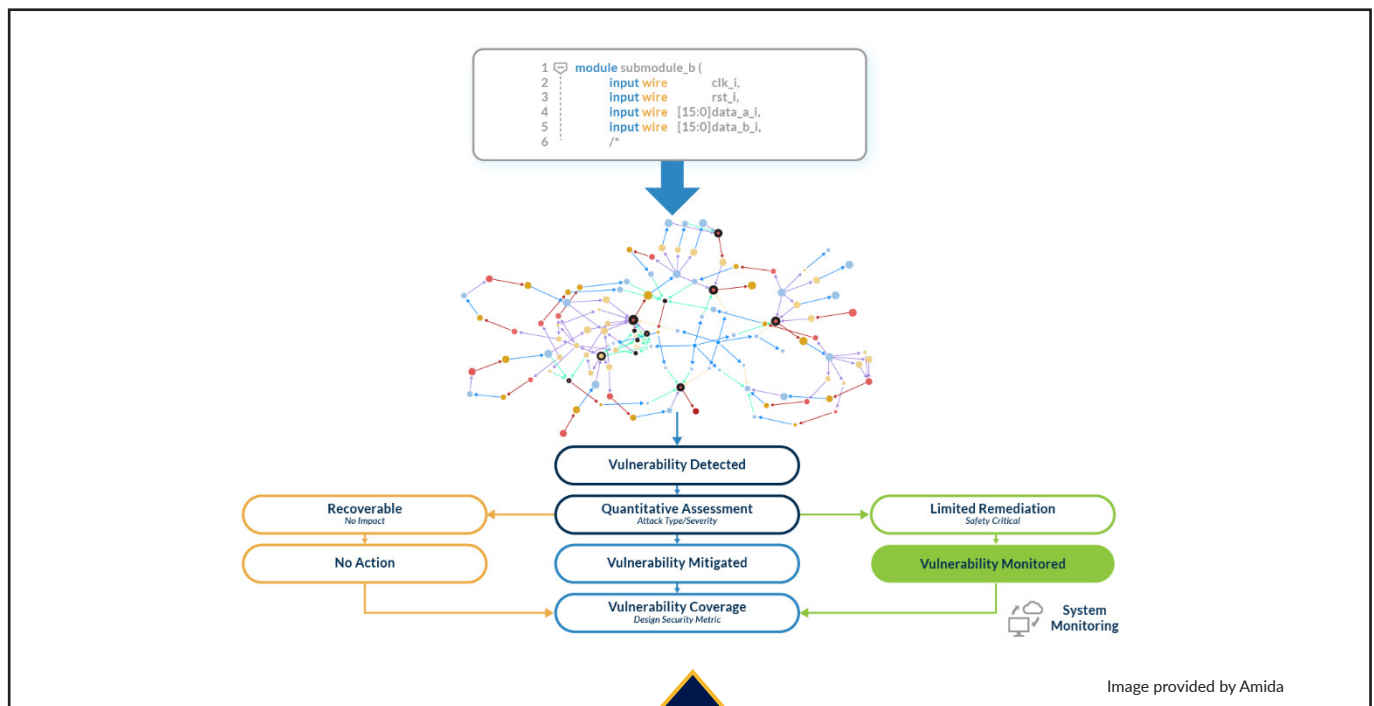 1 module submodule_b (
2 input wire clk_i,
3 input wire rst_i,
4 input wire [15:0]data_a_i,
5 input wire [15:0]data_b_i,
6 /*
Vulnerability Detected
Recoverable
No Impact
Quantitative Assessment
Attack Type/Severity
Limited Remediation
Safety Critical
No Action
Vulnerability Mitigated
Vulnerability Monitored
Vulnerability Coverage
Design Security Metric
System
Monitoring
Image provided by Amida